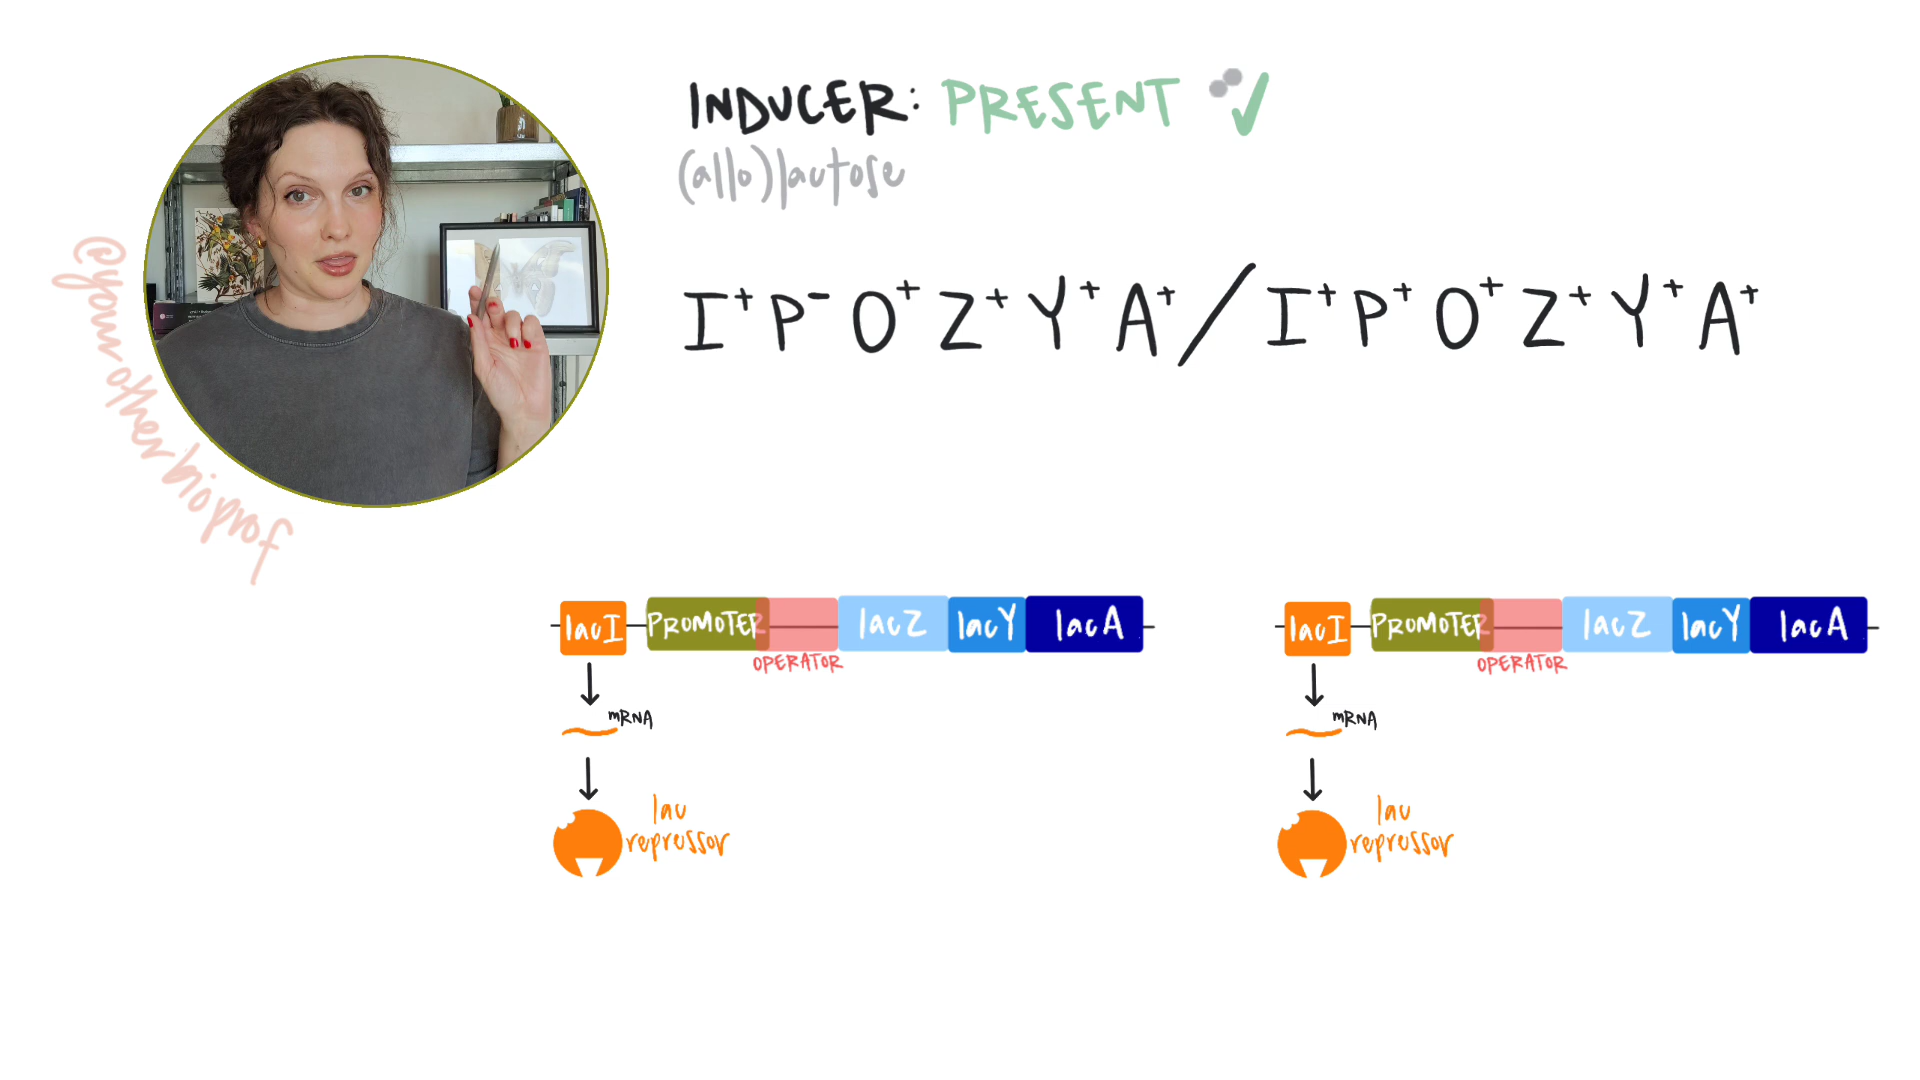 INDUCER: PRESENT ✓
(allo)lactose
@yourotherbioprof
I⁺ P⁻ O⁺ Z⁺ Y⁺ A⁺ / I⁺ P⁺ O⁺ Z⁺ Y⁺ A⁺
lacI PROMOTER lacZ lacY lacA
OPERATOR
mRNA
lac
repressor
lacI PROMOTER lacZ lacY lacA
OPERATOR
mRNA
lac
repressor